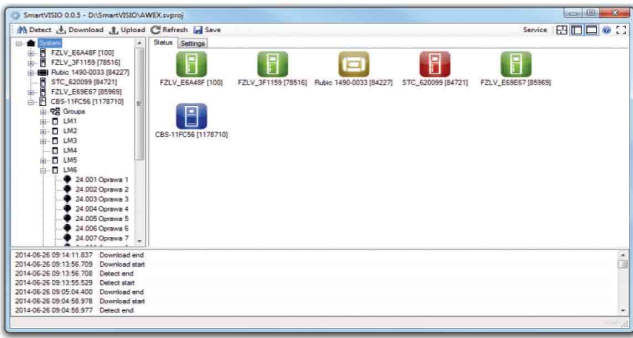 SmartVISIO 0.0.5 - D:\SmartVISIO\AWEX.svproj
Detect Download Upload Refresh Save Service
System
FZLV_E6A48F [100]
FZLV_3F1159 [78516]
Rubic 1490-0033 [84227]
STC_620099 [84721]
FZLV_E69E67 [85969]
CBS-11FC56 [1178710]
Groups
LM1
LM2
LM3
LM4
LM5
LM6
24.001 Oprawa 1
24.002 Oprawa 2
24.003 Oprawa 3
24.004 Oprawa 4
24.005 Oprawa 5
24.006 Oprawa 6
24.007 Oprawa 7
Status Settings
FZLV_E6A48F [100] FZLV_3F1159 [78516] Rubic 1490-0033 [84227] STC_620099 [84721] FZLV_E69E67 [85969]
CBS-11FC56 [1178710]
2014-06-26 09:14:11.837 Download end
2014-06-26 09:13:56.709 Download start
2014-06-26 09:13:56.708 Detect end
2014-06-26 09:13:55.529 Detect start
2014-06-26 09:05:04.400 Download end
2014-06-26 09:04:58.978 Download start
2014-06-26 09:04:58.977 Detect end